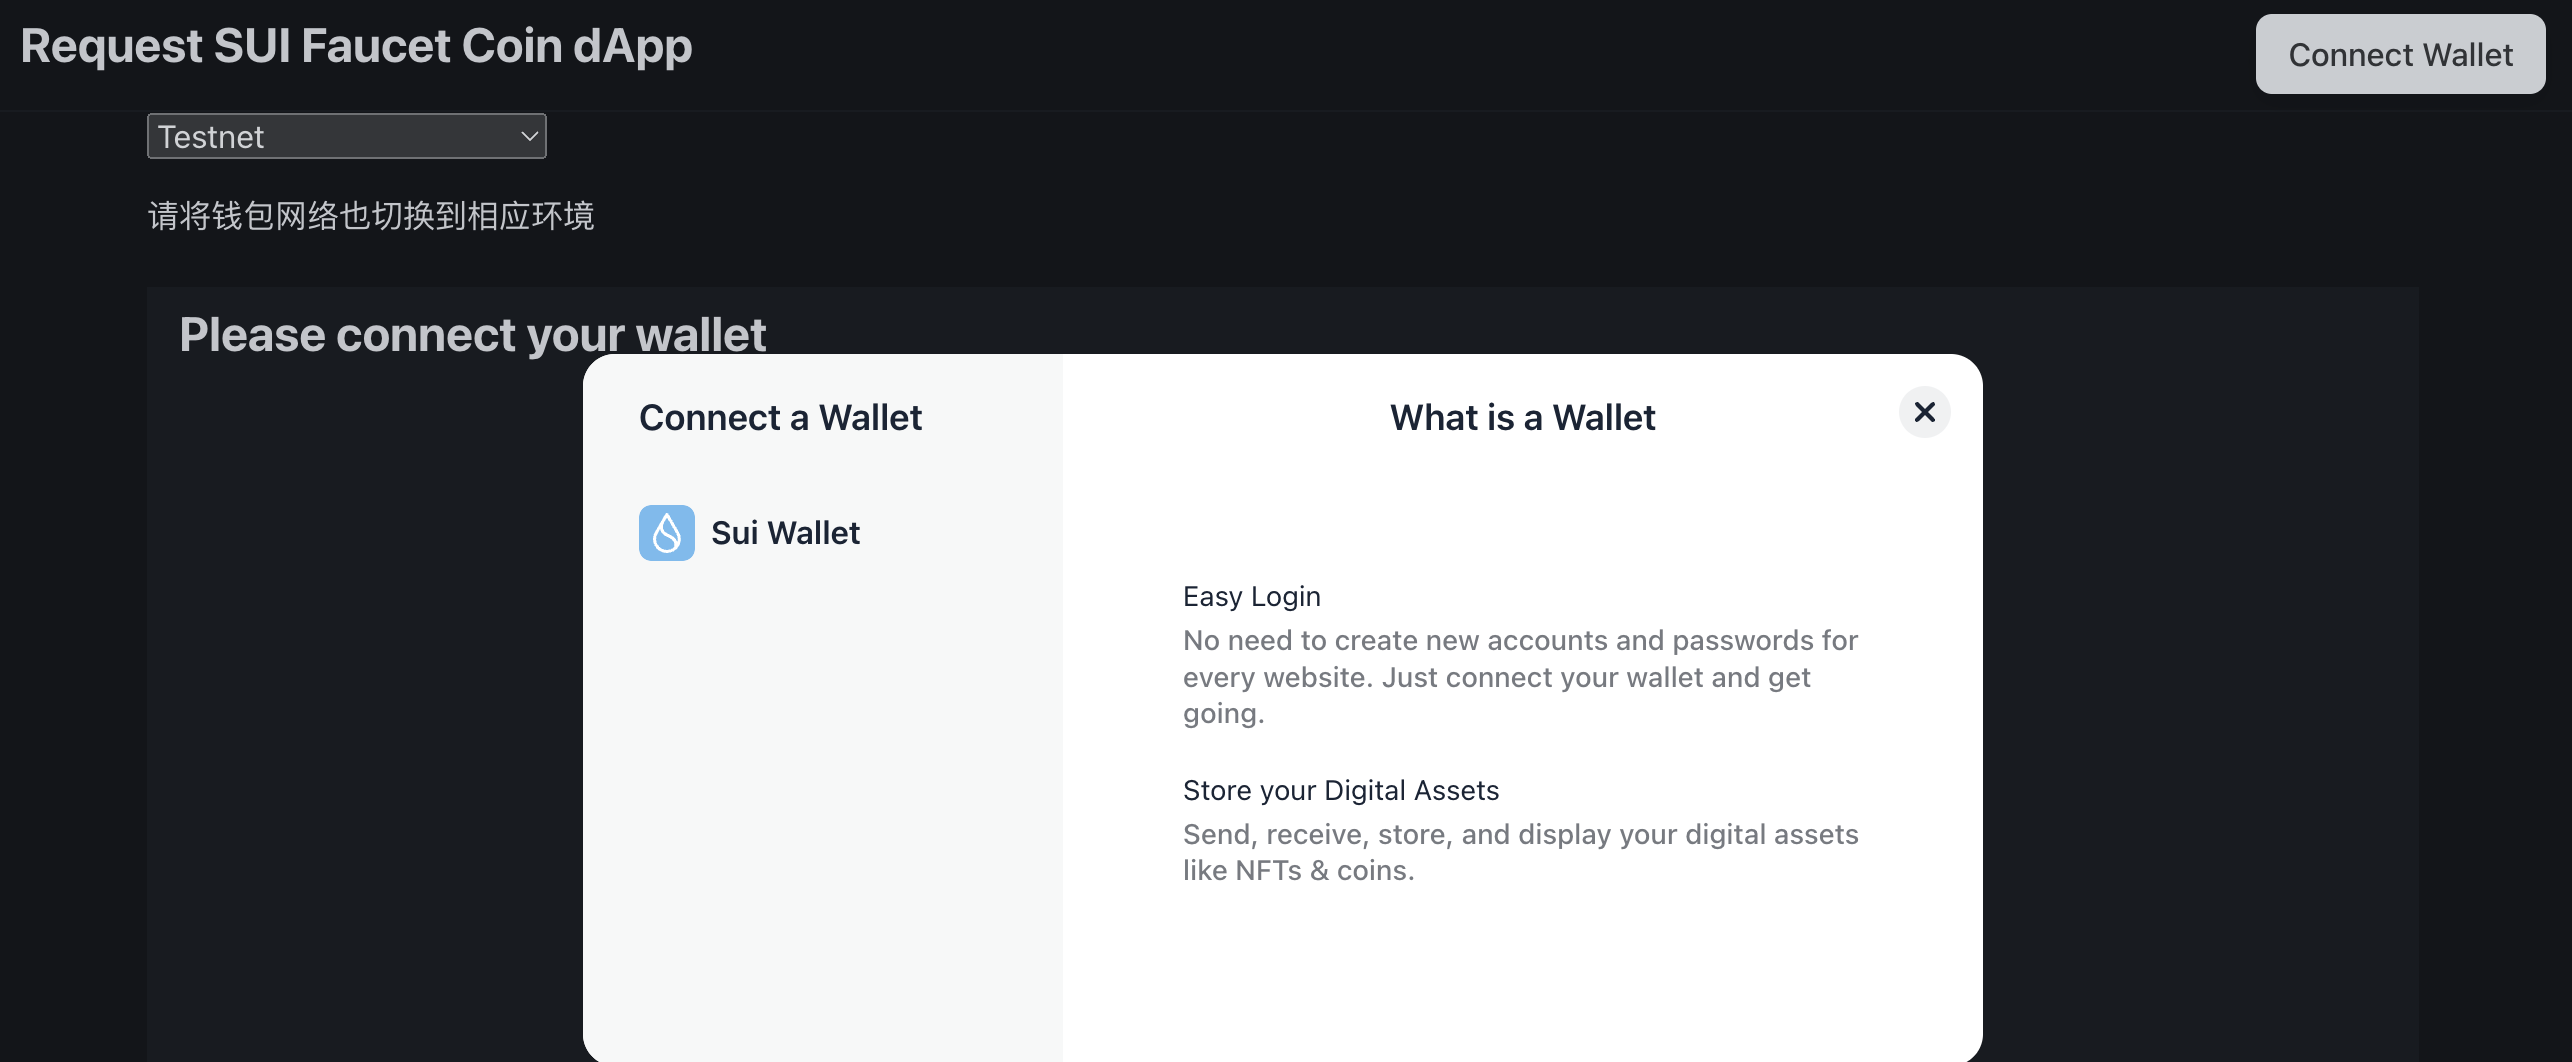 Request SUI Faucet Coin dApp
Connect Wallet
Testnet
请将钱包网络也切换到相应环境
Please connect your wallet
Connect a Wallet
Sui Wallet
What is a Wallet
Easy Login
No need to create new accounts and passwords for
every website. Just connect your wallet and get
going.
Store your Digital Assets
Send, receive, store, and display your digital assets
like NFTs & coins.